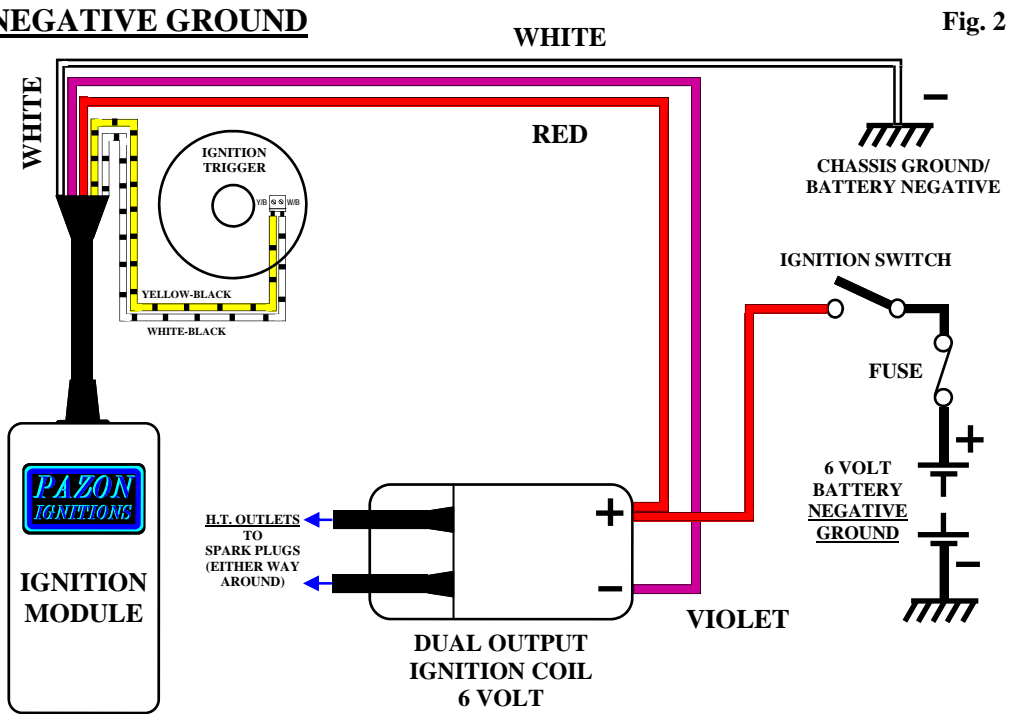 NEGATIVE GROUND
Fig. 2
WHITE
WHITE
RED
IGNITION
TRIGGER
Y/B
W/B
CHASSIS GROUND/
BATTERY NEGATIVE
IGNITION SWITCH
YELLOW-BLACK
WHITE-BLACK
FUSE
+
6 VOLT
BATTERY
NEGATIVE
GROUND
PAZON
IGNITIONS
IGNITION
MODULE
H.T. OUTLETS
TO
SPARK PLUGS
(EITHER WAY
AROUND)
+
–
VIOLET
DUAL OUTPUT
IGNITION COIL
6 VOLT